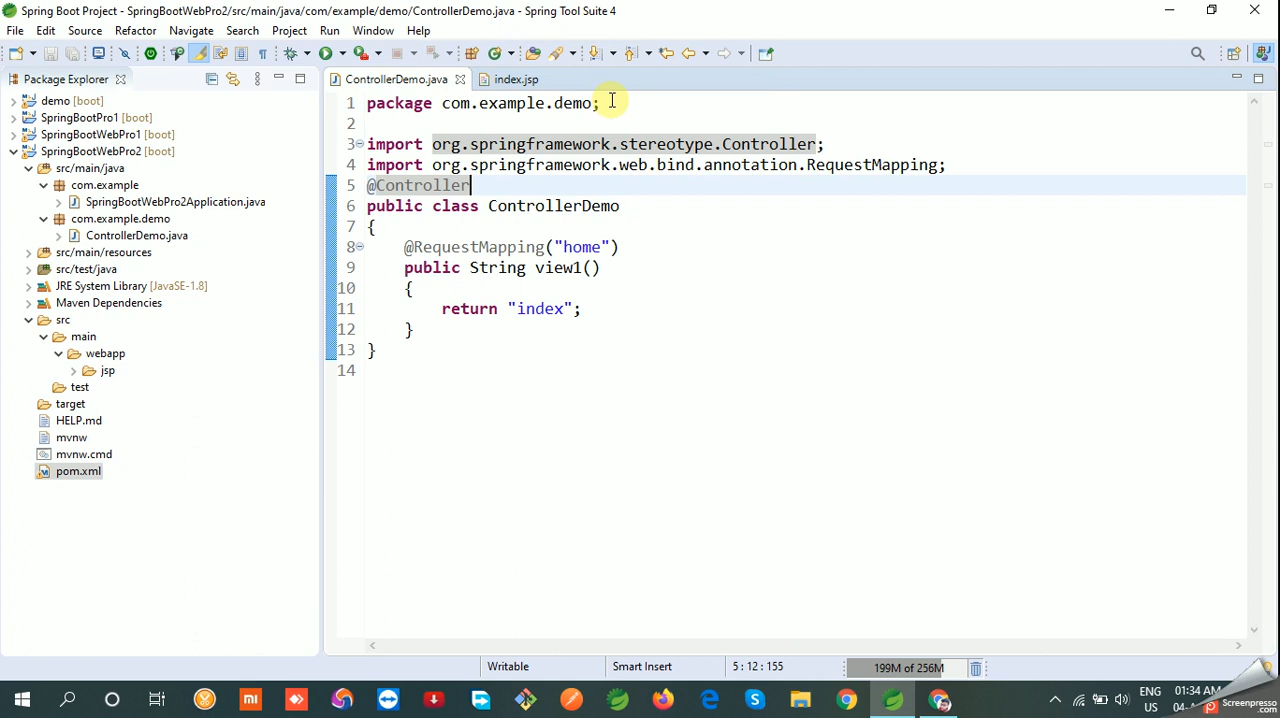 Spring Boot Project - SpringBootWebPro2/src/main/java/com/example/demo/ControllerDemo.java - Spring Tool Suite 4
File Edit Source Refactor Navigate Search Project Run Window Help
Package Explorer
ControllerDemo.java
index.jsp
demo [boot]
SpringBootPro1 [boot]
SpringBootWebPro1 [boot]
SpringBootWebPro2 [boot]
src/main/java
com.example
SpringBootWebPro2Application.java
com.example.demo
ControllerDemo.java
src/main/resources
src/test/java
JRE System Library [JavaSE-1.8]
Maven Dependencies
src
main
webapp
jsp
test
target
HELP.md
mvnw
mvnw.cmd
pom.xml
1 package com.example.demo;
2
3 import org.springframework.stereotype.Controller;
4 import org.springframework.web.bind.annotation.RequestMapping;
5 @Controller
6 public class ControllerDemo
7 {
8 @RequestMapping("home")
9 public String view1()
10 {
11 return "index";
12 }
13 }
14
Writable
Smart Insert
5 : 12 : 155
199M of 256M
ENG
US
01:34 AM
Screenpresso
.com